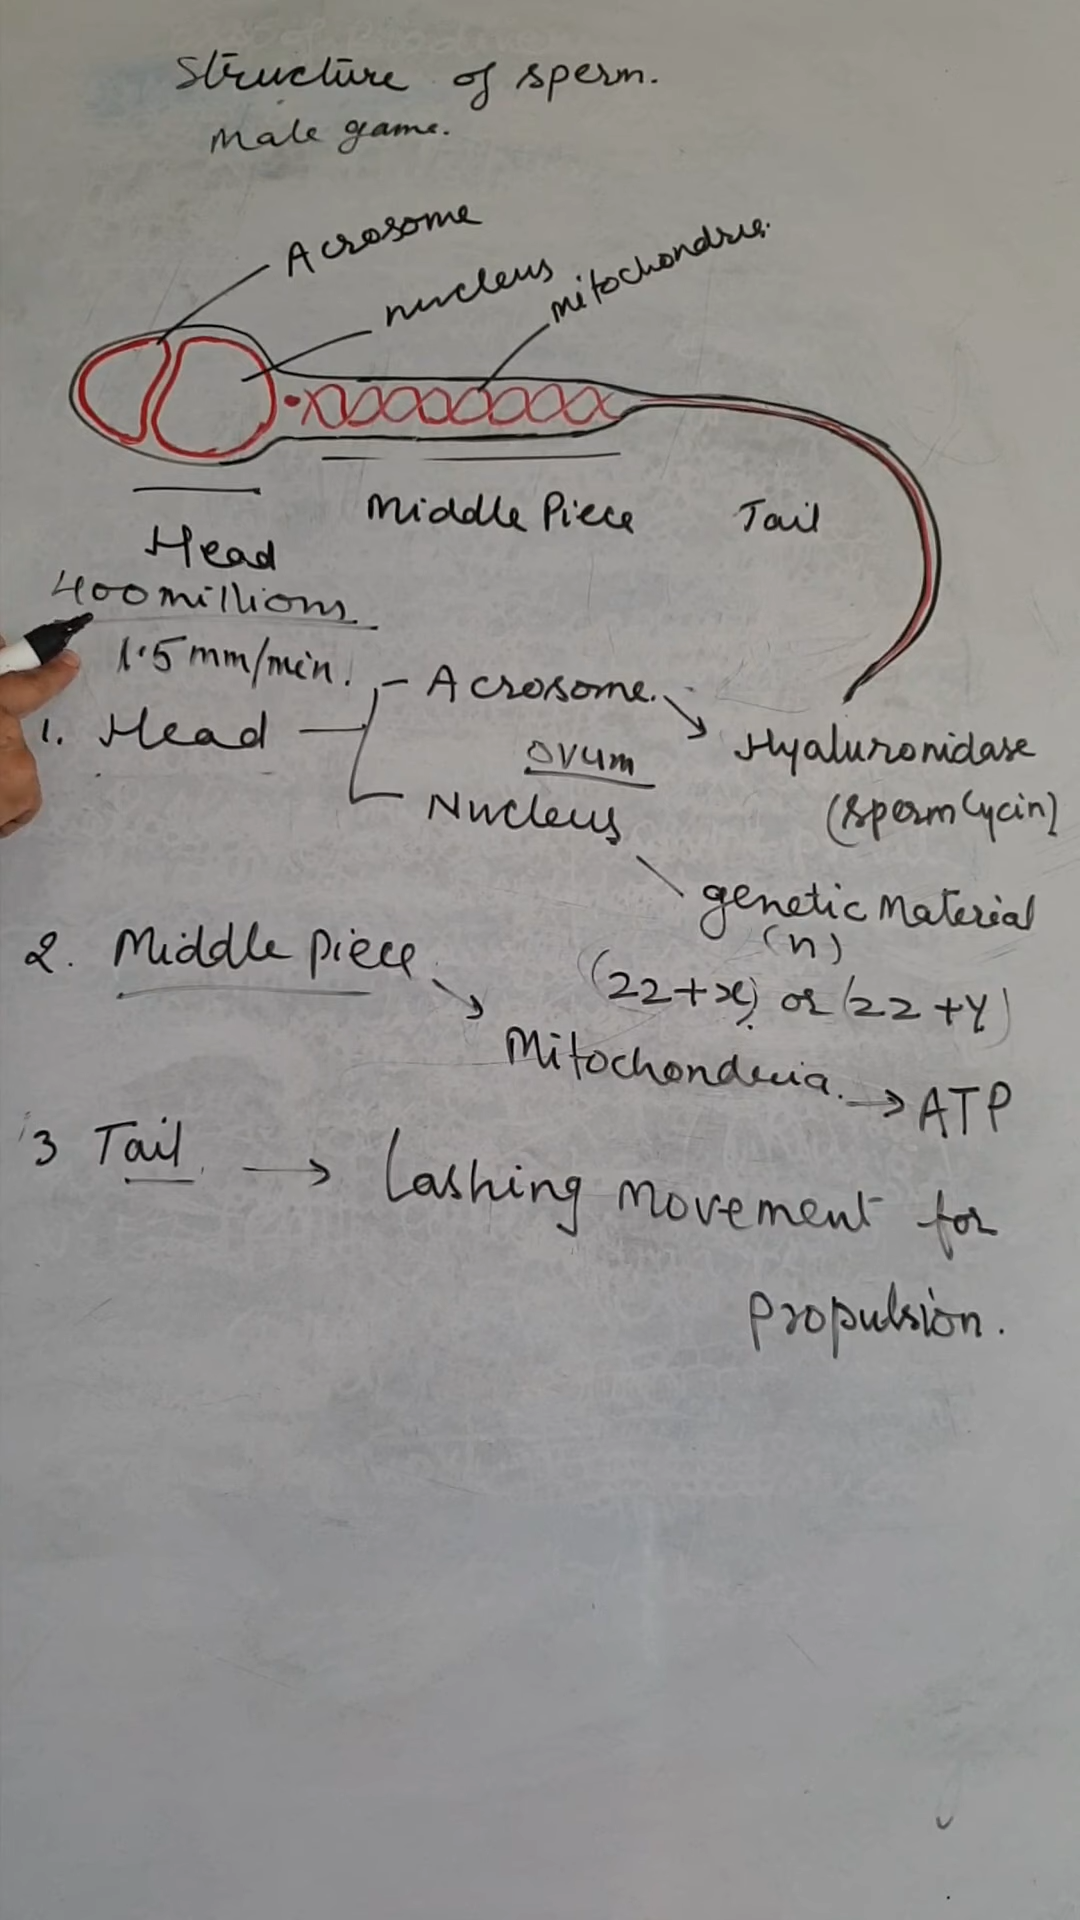 Structure of sperm.
Male game.
Acrosome
nucleus
mitochondria.
Middle Piece
Tail
Head
400 millions
1.5 mm/min.
1. Head
- Acrosome.
Hyaluronidase
(spermlycin)
ovum
Nucleus
genetic Material
(n)
(22+x) or (22+y)
2. Middle piece
Mitochondria. → ATP
3 Tail. → Lashing movement for
propulsion.